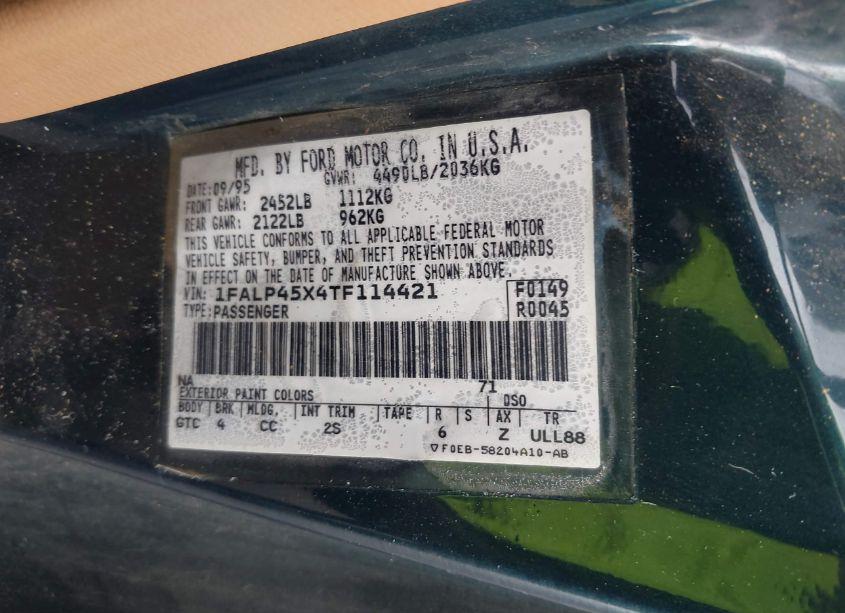 MFD. BY FORD MOTOR CO. IN U.S.A.
DATE: 09/95 GVWR: 4490LB/2036KG
FRONT GAWR: 2452LB 1112KG
REAR GAWR: 2122LB 962KG
THIS VEHICLE CONFORMS TO ALL APPLICABLE FEDERAL MOTOR
VEHICLE SAFETY, BUMPER, AND THEFT PREVENTION STANDARDS
IN EFFECT ON THE DATE OF MANUFACTURE SHOWN ABOVE.
VIN: 1FALP45X4TF114421 F0149
TYPE: PASSENGER R0045
NA 71
EXTERIOR PAINT COLORS DSO
BODY BRK MLDG. INT TRIM TAPE R S AX TR
GTC 4 CC 2S 6 Z ULL88
▽F0EB-58204A10-AB